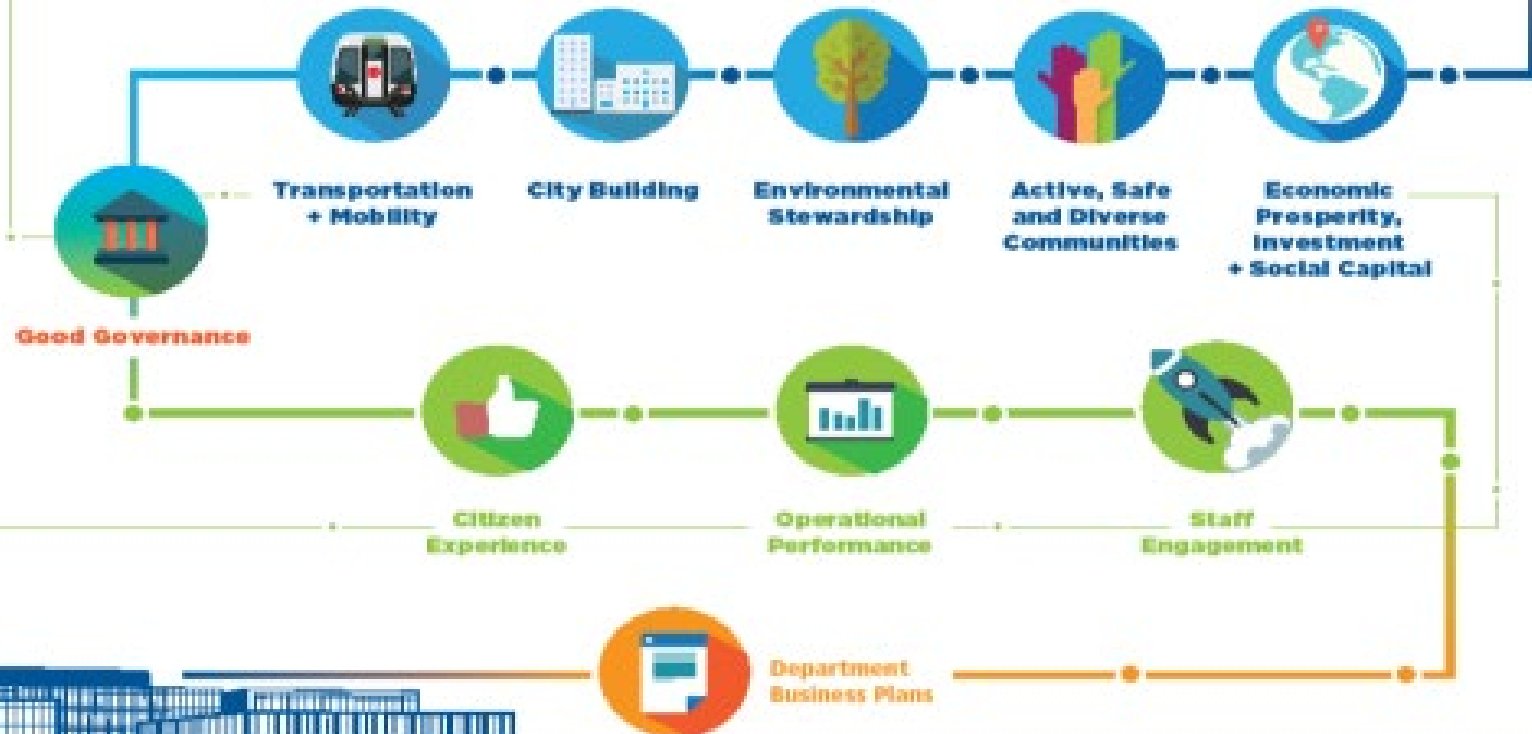 Transportation
+ Mobility
City Building
Environmental
Stewardship
Active, Safe
and Diverse
Communities
Economic
Prosperity,
Investment
+ Social Capital
Good Governance
Citizen
Experience
Operational
Performance
Staff
Engagement
Department
Business Plans